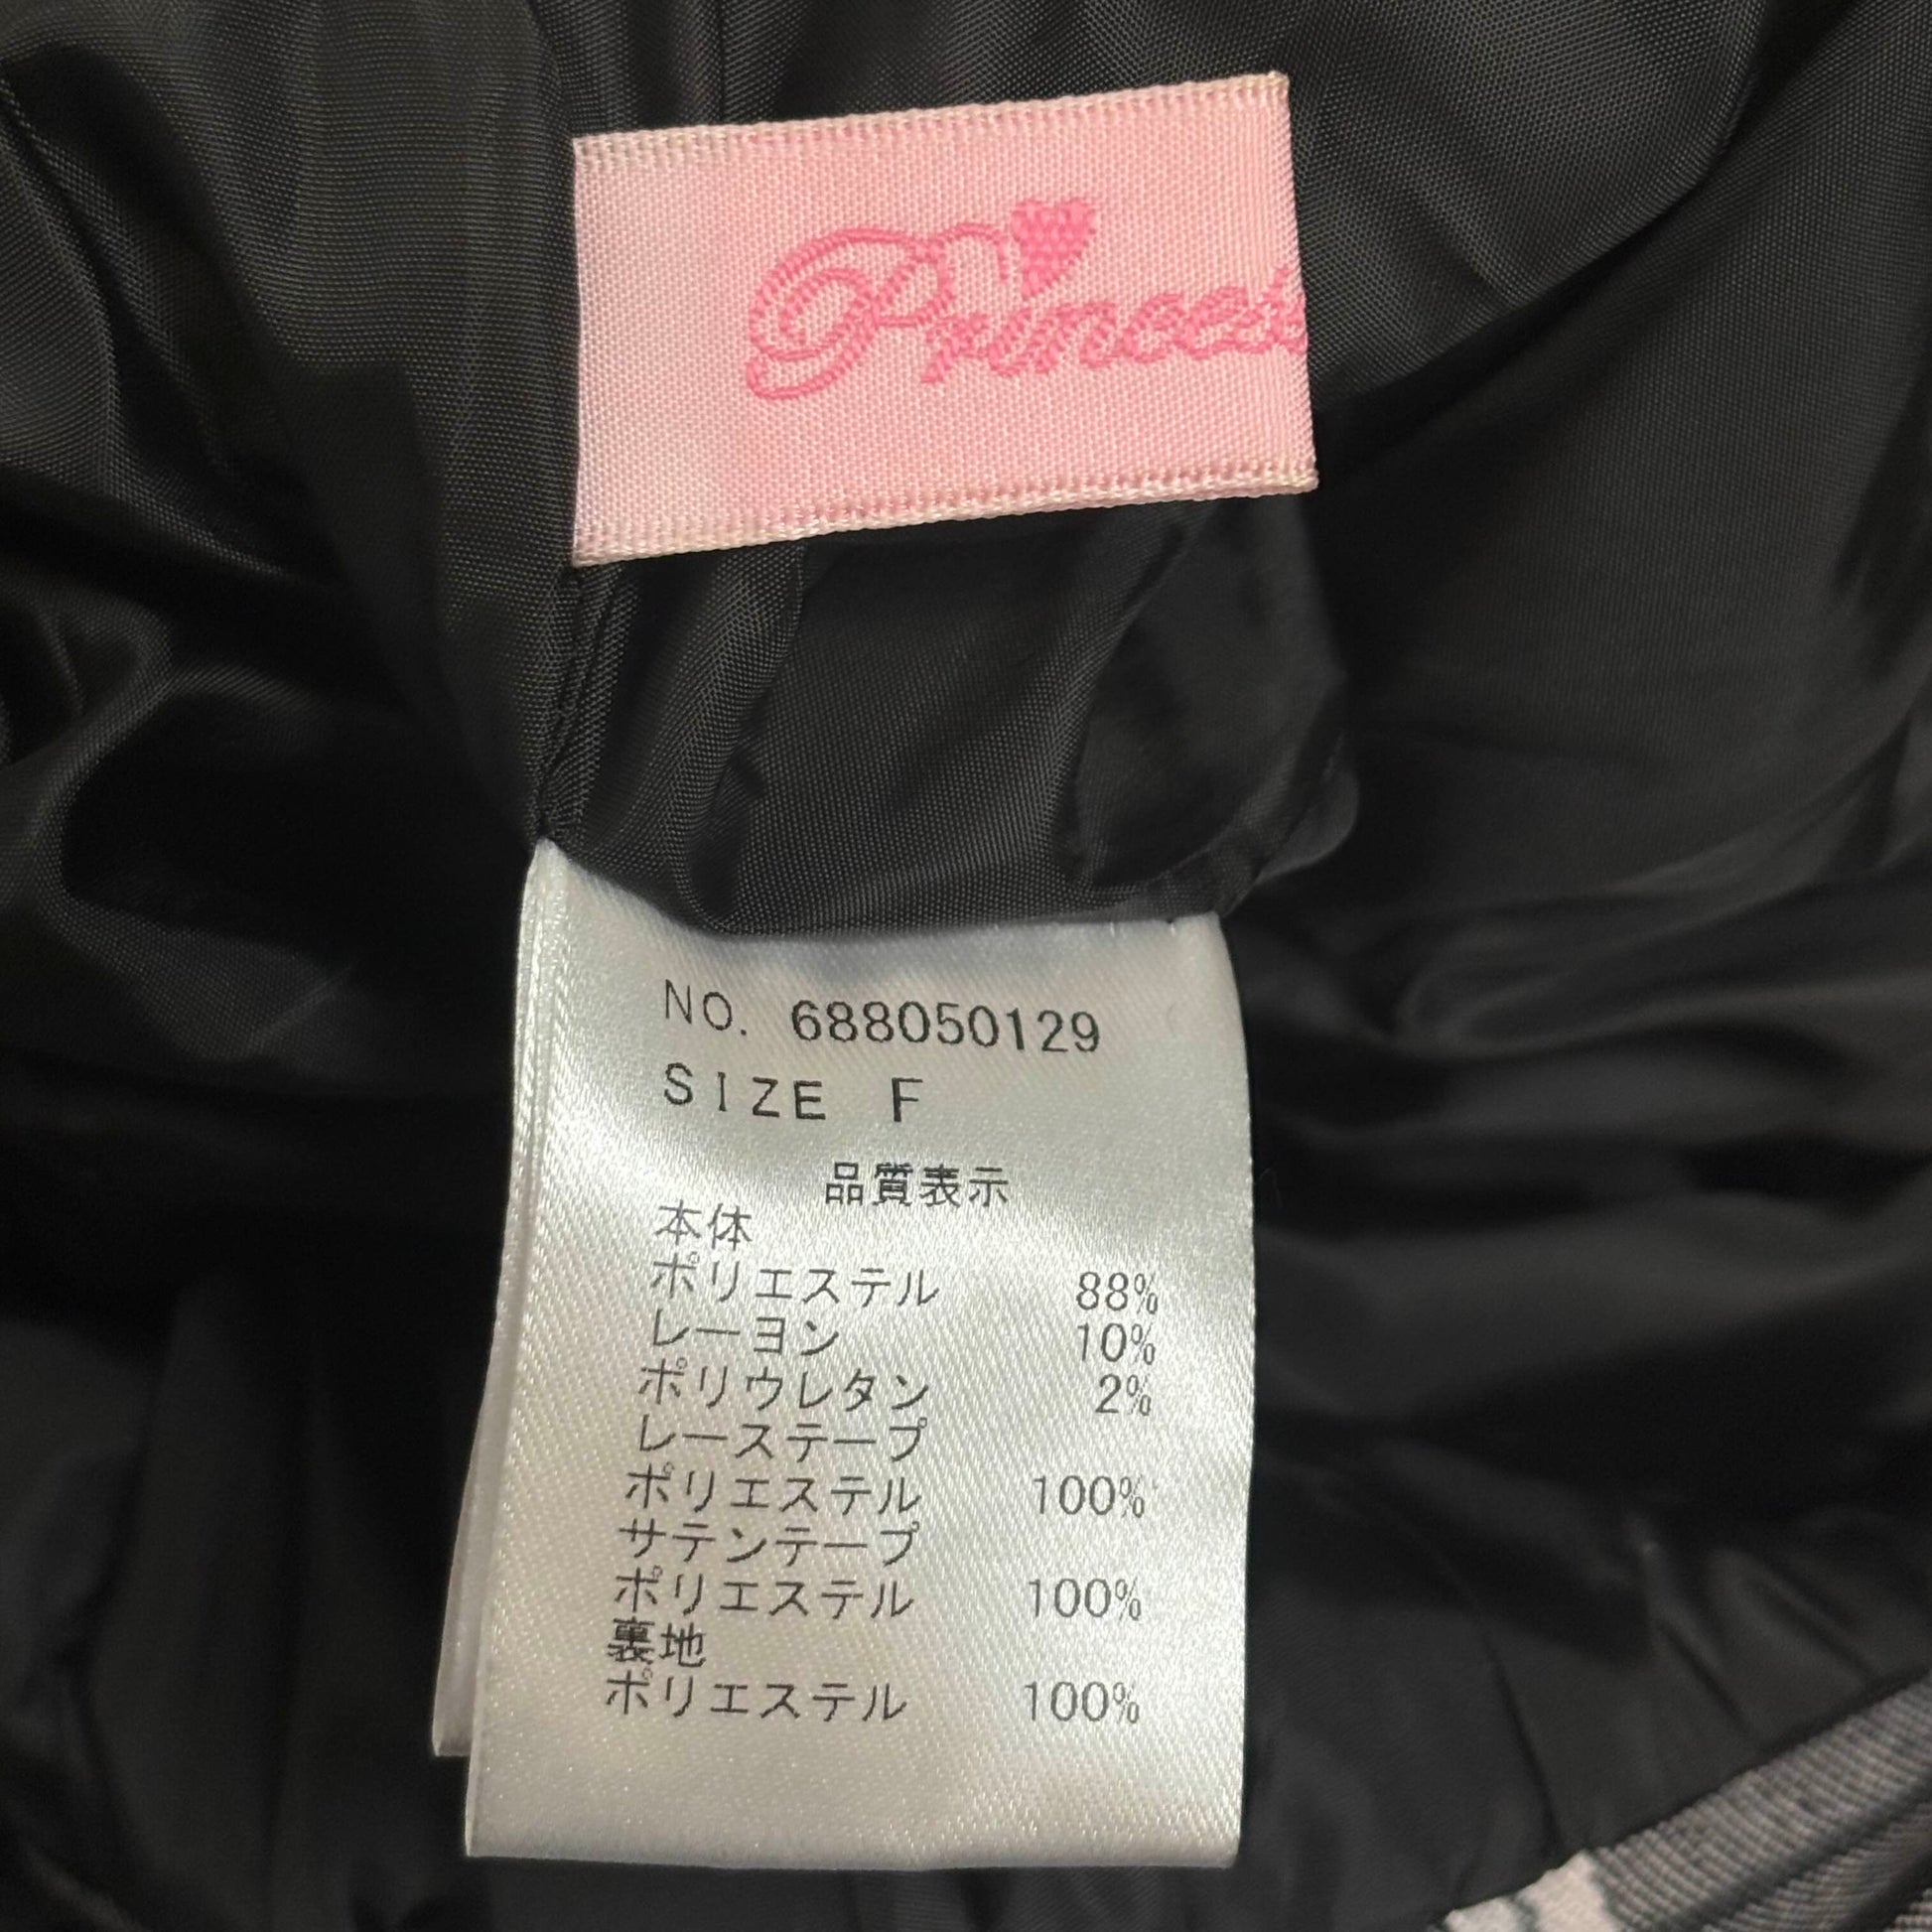 Princess
NO. 688050129
SIZE F
品質表示
本体
ポリエステル 88%
レーヨン 10%
ポリウレタン 2%
レーステープ
ポリエステル 100%
サテンテープ
ポリエステル 100%
裏地
ポリエステル 100%